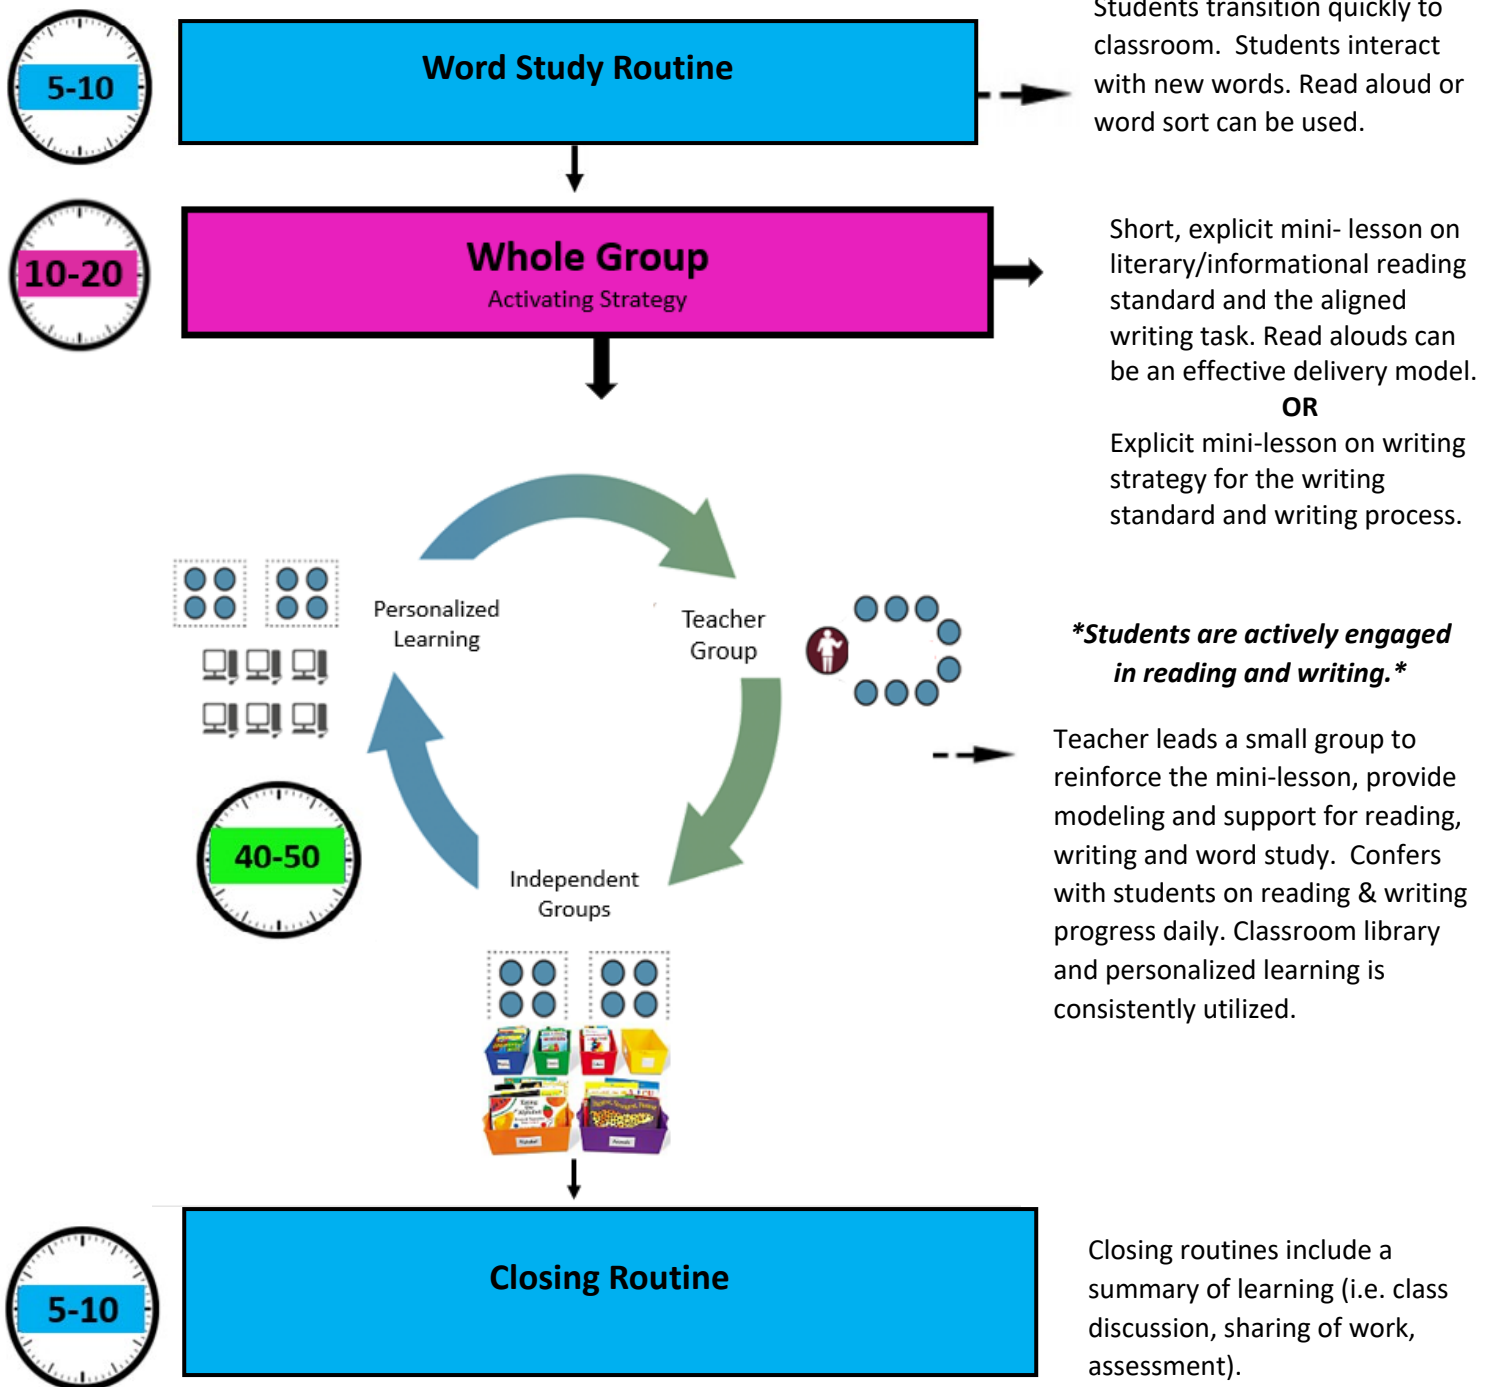 Students transition quickly to
classroom. Students interact
with new words. Read aloud or
word sort can be used.
5-10
Word Study Routine
10-20
Whole Group
Activating Strategy
Short, explicit mini- lesson on
literary/informational reading
standard and the aligned
writing task. Read alouds can
be an effective delivery model.
OR
Explicit mini-lesson on writing
strategy for the writing
standard and writing process.
Personalized
Learning
Teacher
Group
*Students are actively engaged
in reading and writing.*
Teacher leads a small group to
reinforce the mini-lesson, provide
modeling and support for reading,
writing and word study. Confers
with students on reading & writing
progress daily. Classroom library
and personalized learning is
consistently utilized.
40-50
Independent
Groups
Eating
the
Alphabet
5-10
Closing Routine
Closing routines include a
summary of learning (i.e. class
discussion, sharing of work,
assessment).